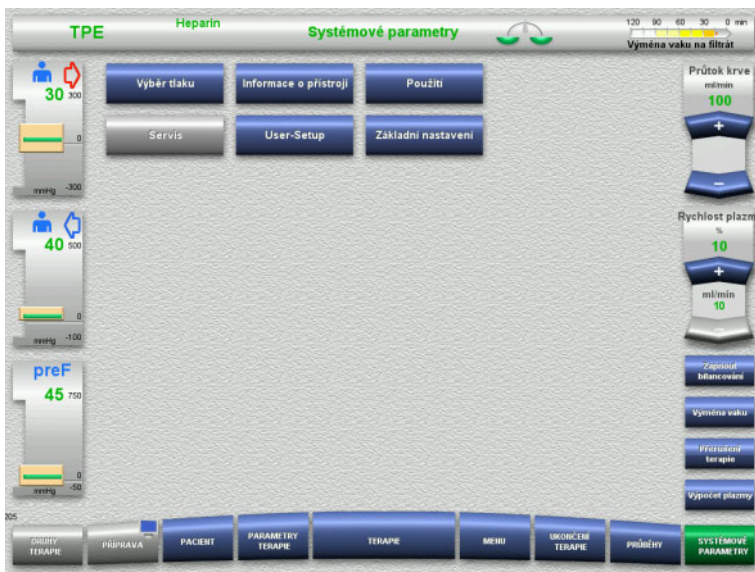 TPE
Heparin
Systémové parametry
120 90 60 30 0 min
Výměna vaku na filtrát
30 300
0
mmHg -300
40 500
0
mmHg -100
preF
45 750
0
mmHg -50
Výběr tlaku
Informace o přístroji
Použití
Servis
User-Setup
Základní nastavení
Průtok krve
ml/min
100
+
−
Rychlost plazm
%
10
+
ml/min
10
−
Zapnout
bilancování
Výměna vaku
Přerušení
terapie
Výpočet plazmy
005
DRUHY
TERAPIE
PŘÍPRAVA
PACIENT
PARAMETRY
TERAPIE
TERAPIE
MENU
UKONČENÍ
TERAPIE
PRŮBĚHY
SYSTÉMOVÉ
PARAMETRY